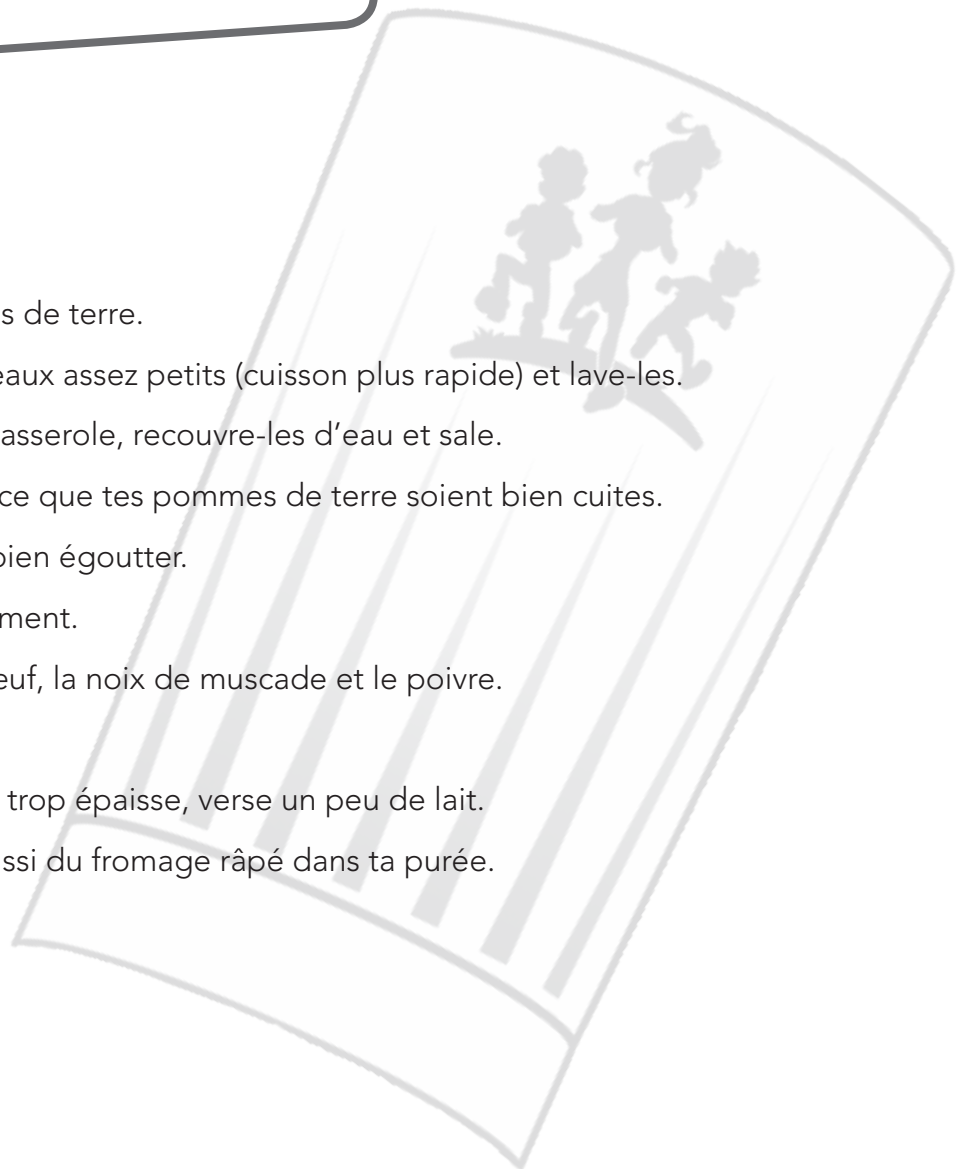 s de terre.
eaux assez petits (cuisson plus rapide) et lave-les.
asserole, recouvre-les d’eau et sale.
ce que tes pommes de terre soient bien cuites.
bien égoutter.
ment.
euf, la noix de muscade et le poivre.
trop épaisse, verse un peu de lait.
ssi du fromage râpé dans ta purée.